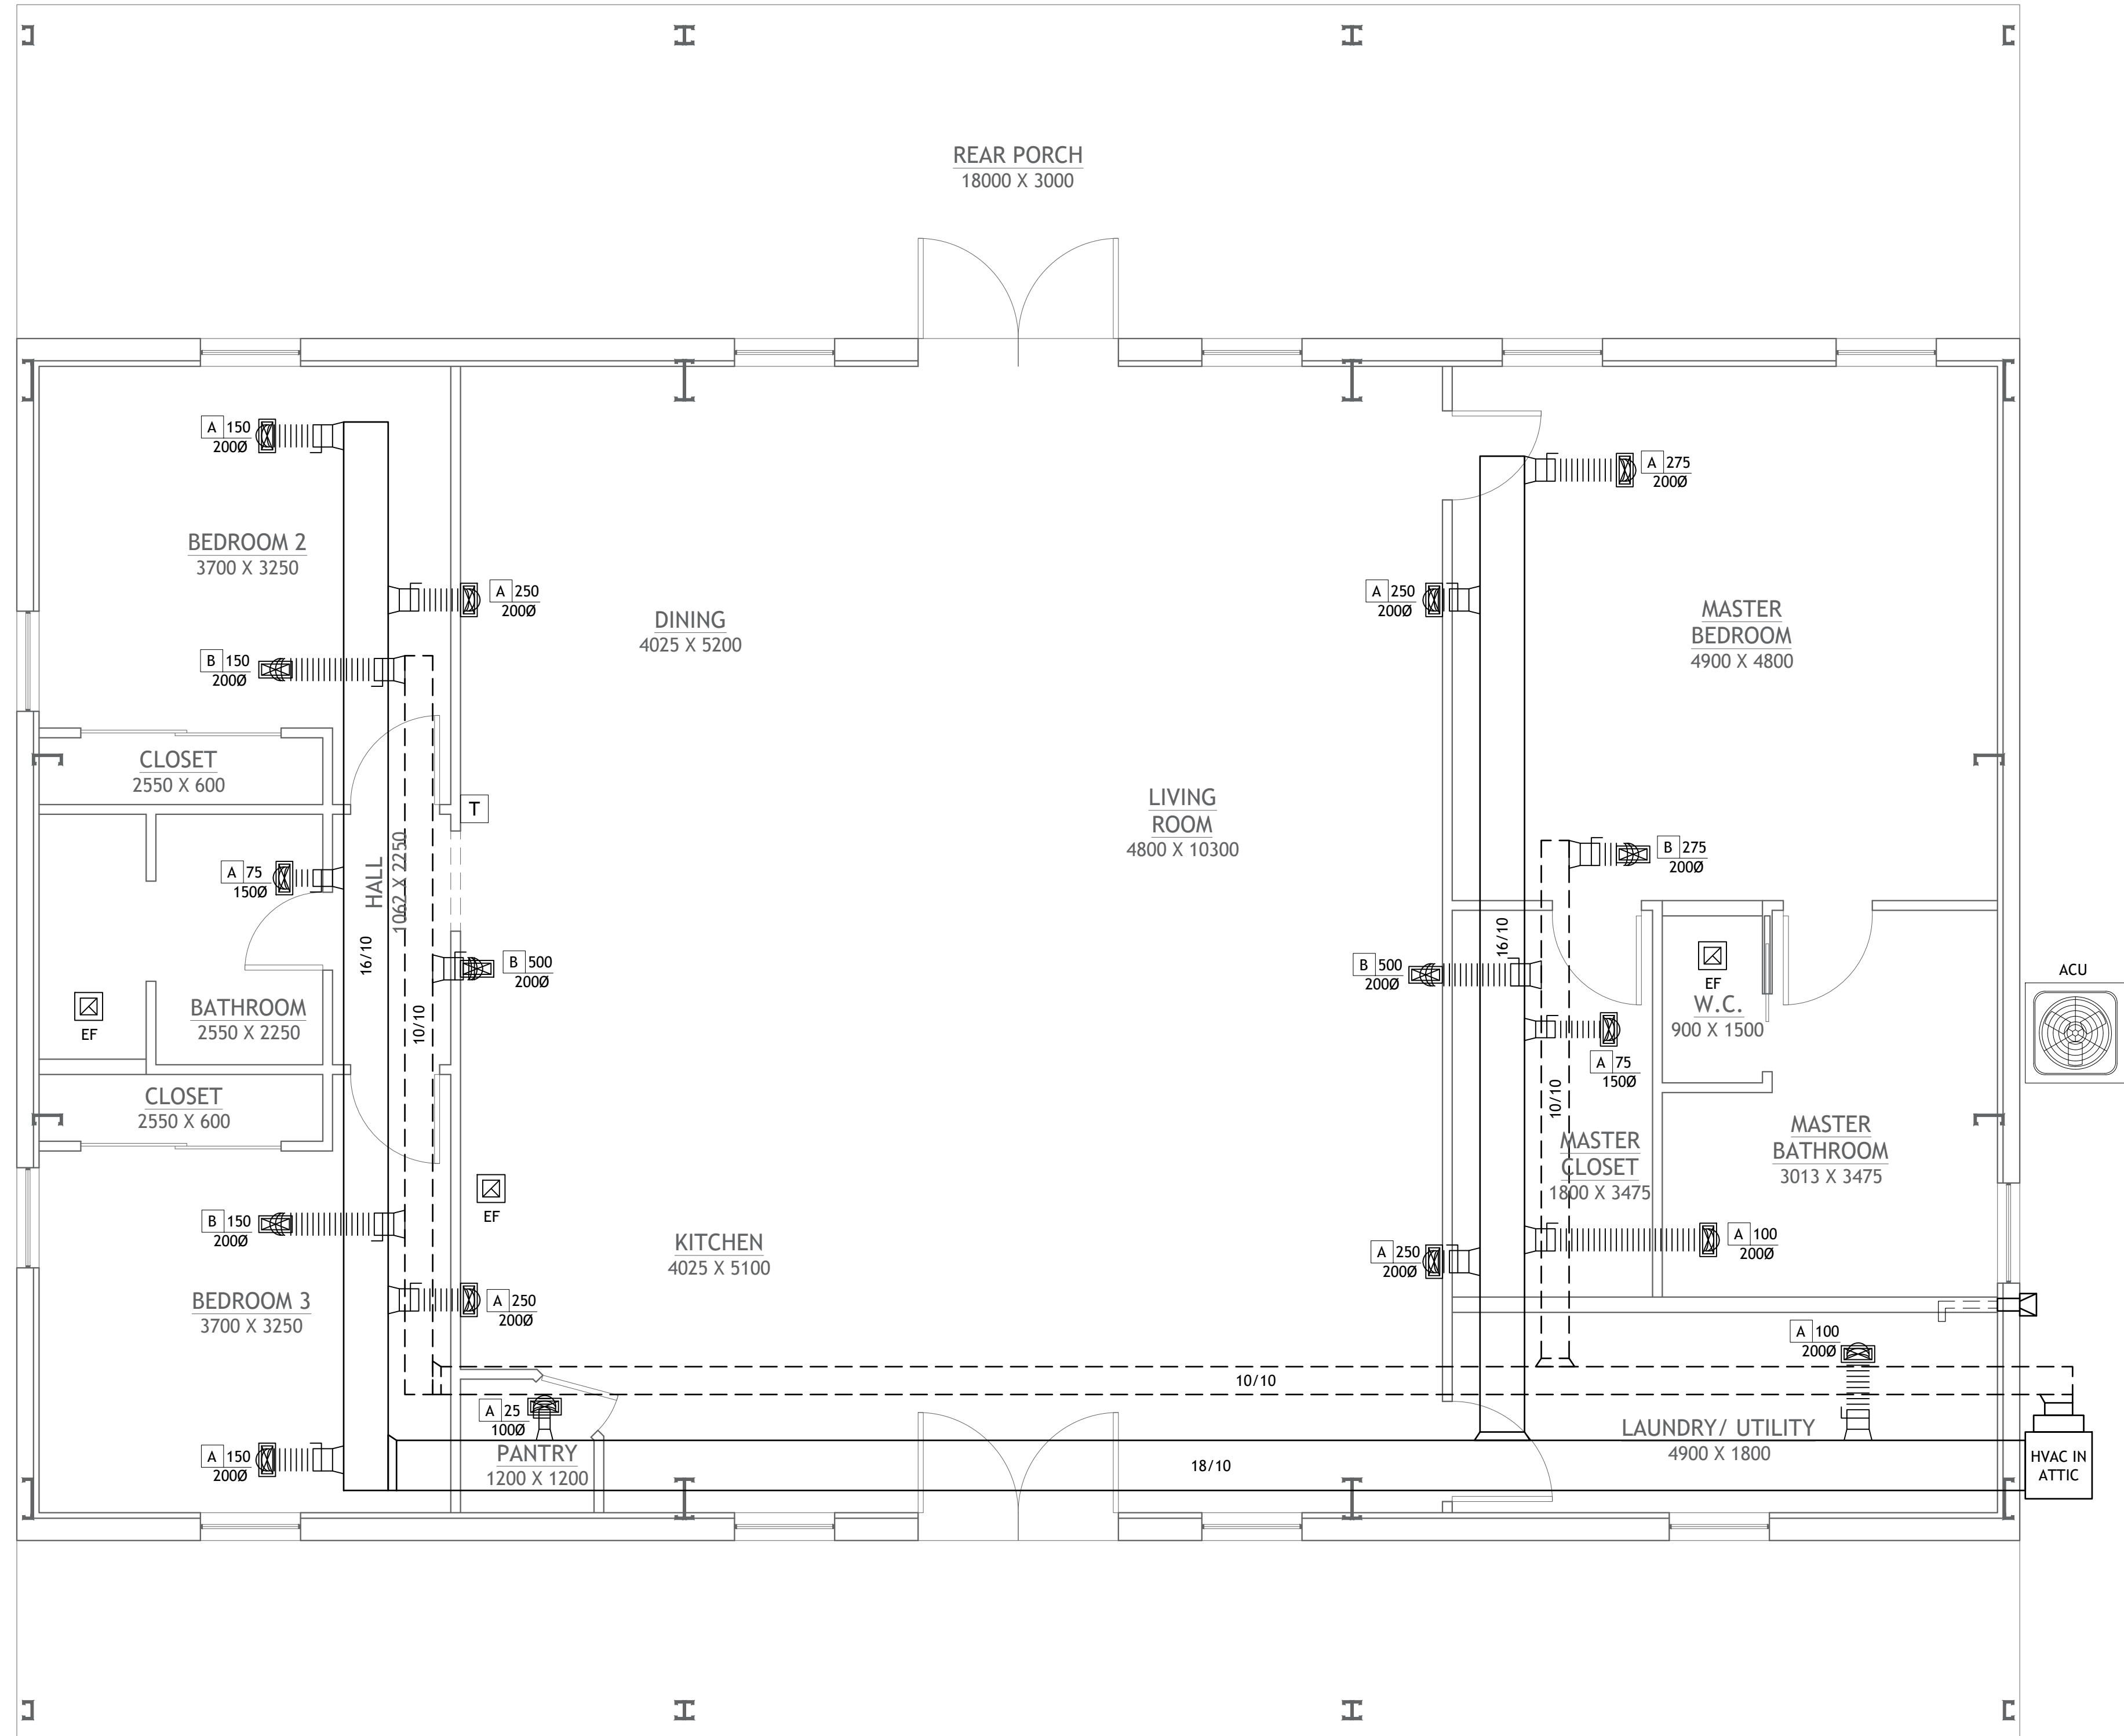 REAR PORCH
18000 X 3000
A 150
200Ø
A 275
200Ø
BEDROOM 2
3700 X 3250
A 250
200Ø
DINING
4025 X 5200
A 250
200Ø
MASTER
BEDROOM
4900 X 4800
B 150
200Ø
CLOSET
2550 X 600
T
LIVING
ROOM
4800 X 10300
B 275
200Ø
A 75
150Ø
HALL
1062 X 2250
16/10
10/10
B 500
200Ø
B 500
200Ø
16/10
EF
W.C.
900 X 1500
ACU
EF
BATHROOM
2550 X 2250
A 75
150Ø
10/10
CLOSET
2550 X 600
MASTER
CLOSET
1800 X 3475
MASTER
BATHROOM
3013 X 3475
EF
B 150
200Ø
KITCHEN
4025 X 5100
A 250
200Ø
A 100
200Ø
BEDROOM 3
3700 X 3250
A 250
200Ø
A 100
200Ø
10/10
A 25
100Ø
PANTRY
1200 X 1200
A 150
200Ø
18/10
LAUNDRY/ UTILITY
4900 X 1800
HVAC IN
ATTIC